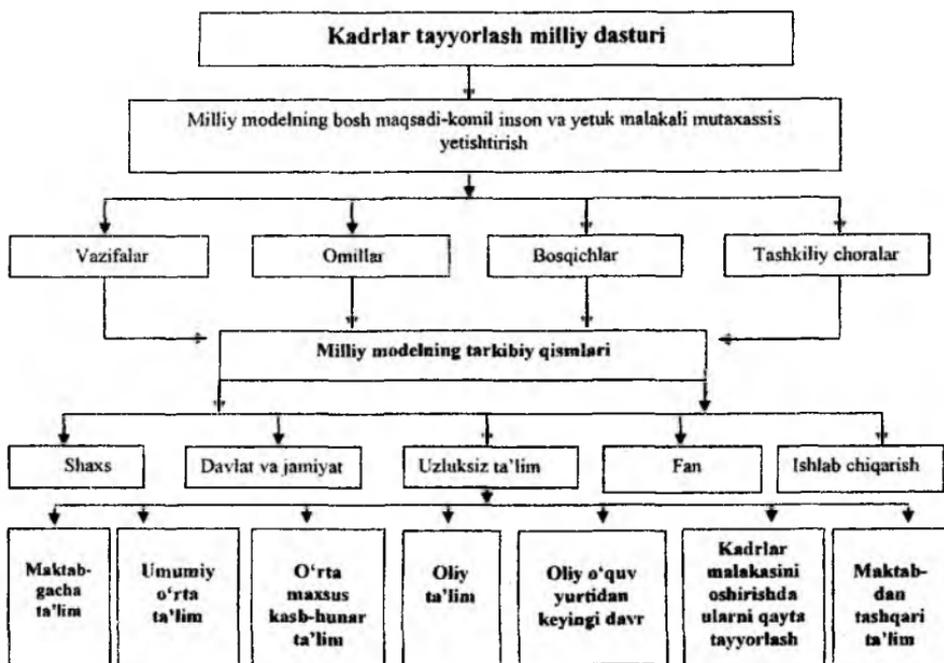 Kadrlar tayyorlash milliy dasturi
Milliy modelning bosh maqsadi-komil inson va yetuk malakali mutaxassis
yetishtirish
Vazifalar
Omillar
Bosqichlar
Tashkiliy choralar
Milliy modelning tarkibiy qismlari
Shaxs
Davlat va jamiyat
Uzluksiz ta'lim
Fan
Ishlab chiqarish
Maktab-
gacha
ta'lim
Umumiy
o‘rta
ta'lim
O‘rta
maxsus
kasb-hunar
ta'lim
Oliy
ta'lim
Oliy o‘quv
yurtidan
keyingi davr
Kadrlar
malakasini
oshirishda
ularni qayta
tayyorlash
Maktab-
dan
tashqari
ta'lim